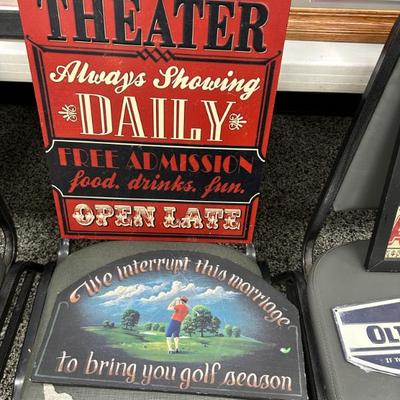 THEATER
Always Showing
DAILY
FREE ADMISSION
food. drinks. fun.
OPEN LATE
We interrupt this marriage
to bring you golf season